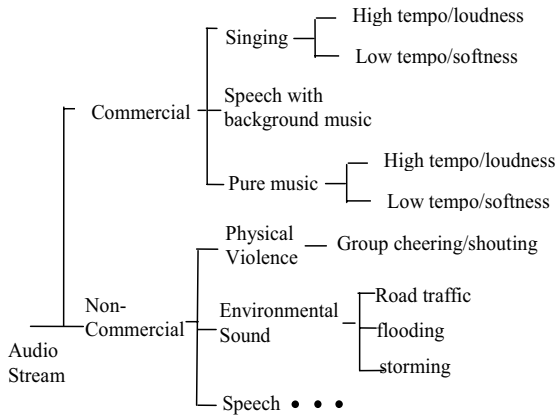 High tempo/loudness
Singing
Low tempo/softness
Commercial
Speech with
background music
High tempo/loudness
Pure music
Low tempo/softness
Physical
Violence
Group cheering/shouting
Non-
Commercial
Environmental
Sound
Road traffic
flooding
storming
Audio
Stream
Speech • • •